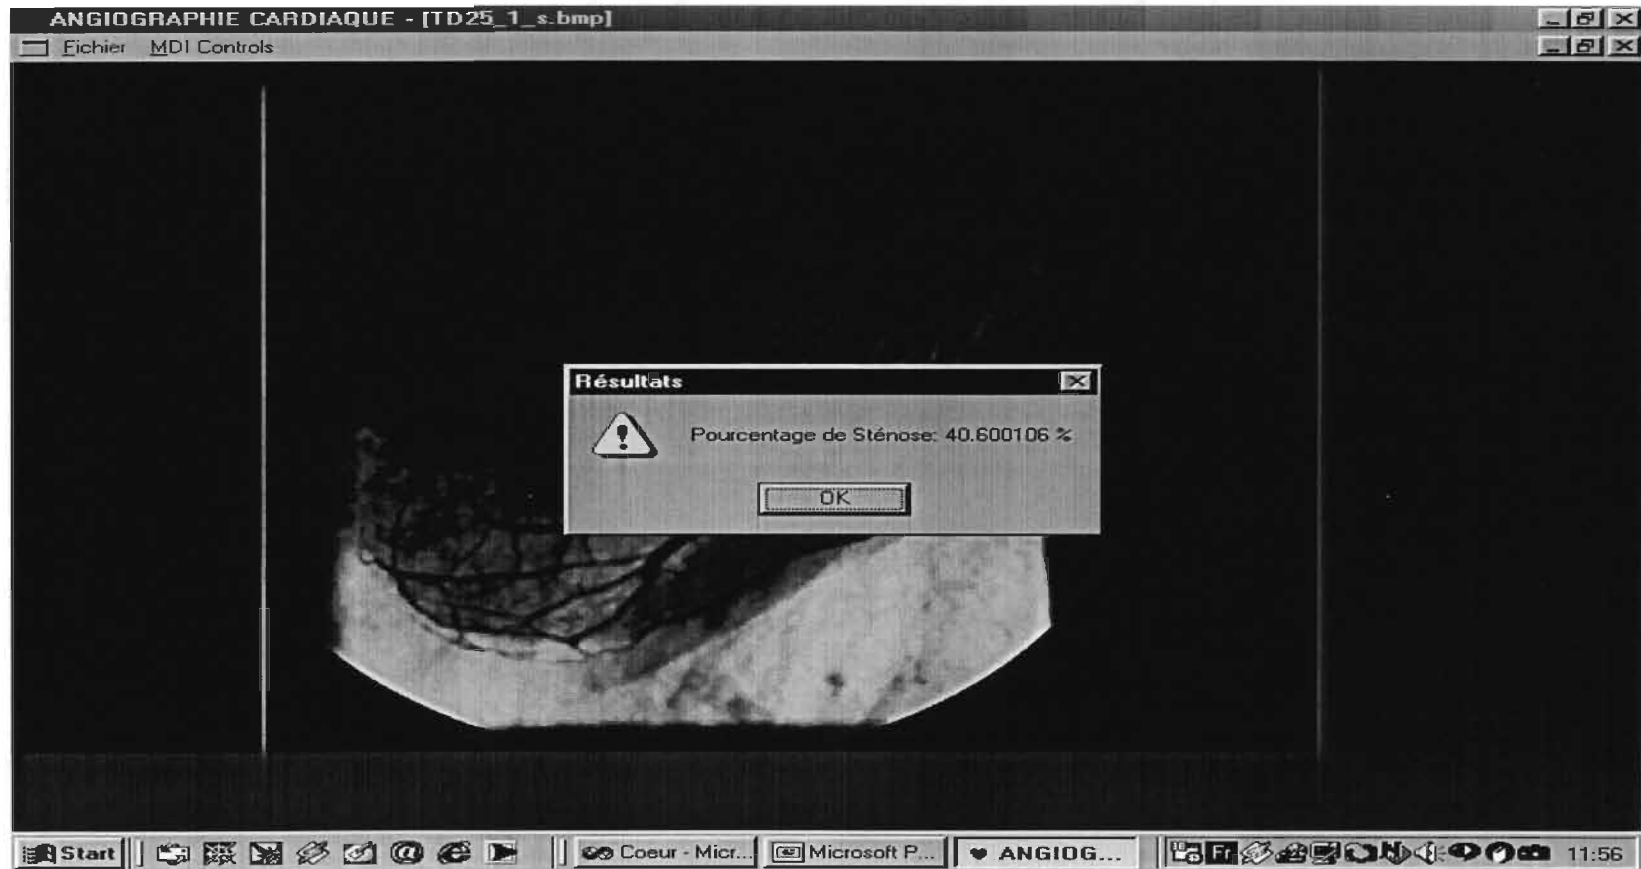 ANGIOGRAPHIE CARDIAQUE - [TD25_1_s.bmp]
Fichier MDI Controls
Résultats
Pourcentage de Sténose: 40.600106 %
OK
Start Coeur - Micr... Microsoft P... ANGIOG... Fr 11:56